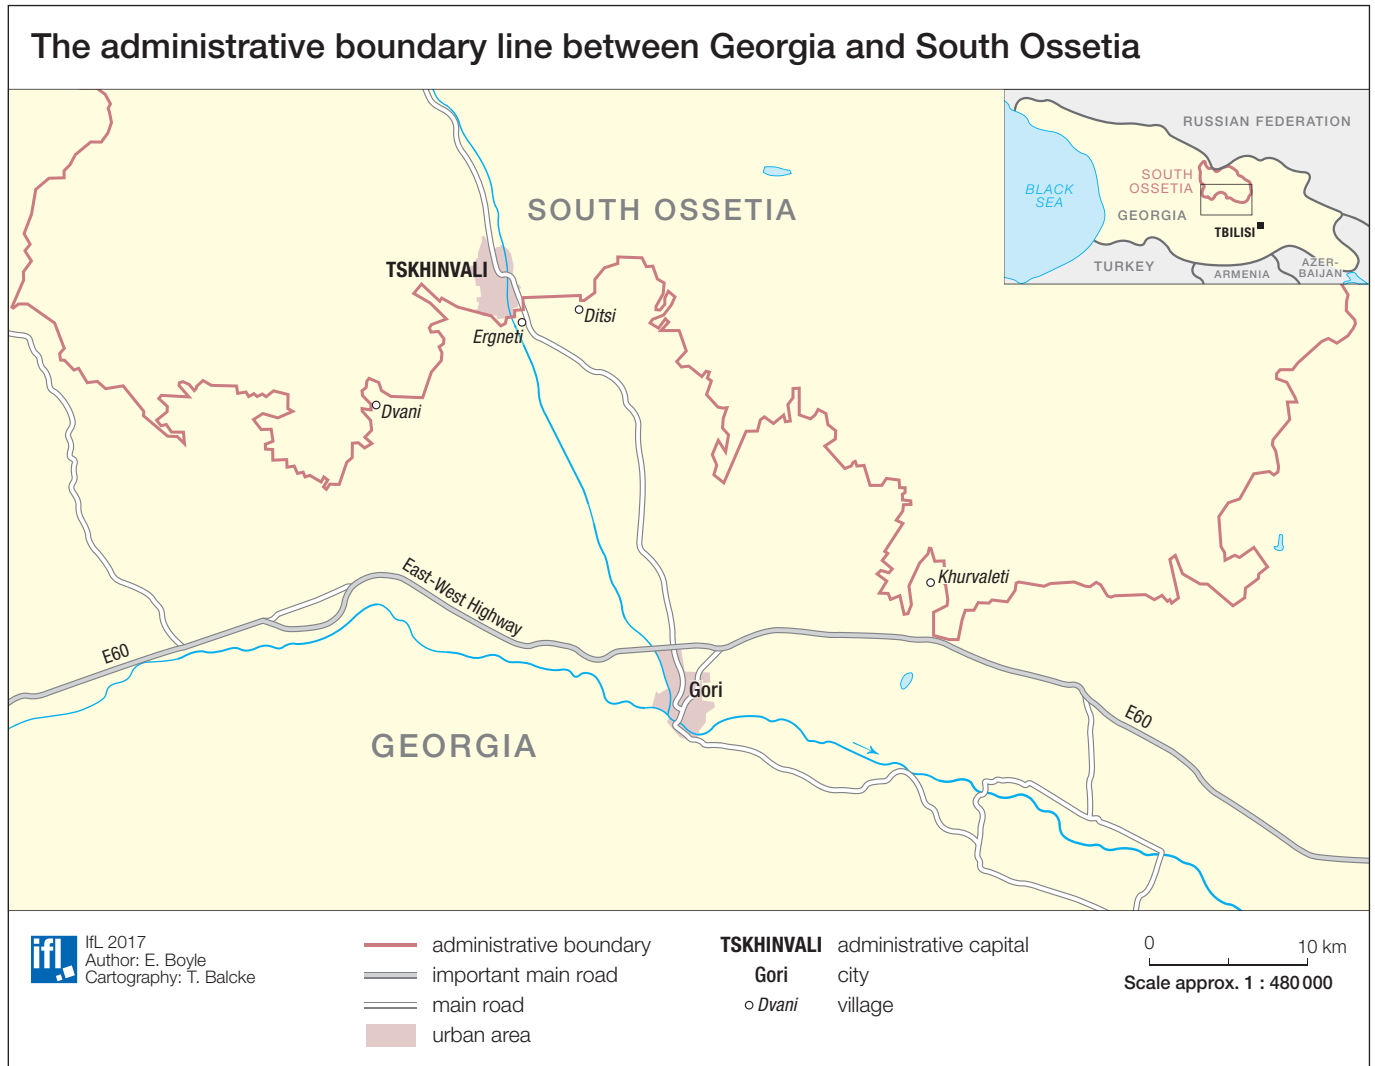 The administrative boundary line between Georgia and South Ossetia
RUSSIAN FEDERATION
SOUTH
OSSETIA
BLACK
SEA
GEORGIA
TBILISI
TURKEY
ARMENIA
AZER-
BAIJAN
SOUTH OSSETIA
TSKHINVALI
Ditsi
Ergneti
Dvani
East-West Highway
Khurvaleti
E60
Gori
E60
GEORGIA
ifl
IfL 2017
Author: E. Boyle
Cartography: T. Balcke
administrative boundary
important main road
main road
urban area
TSKHINVALI administrative capital
Gori city
Dvani village
0 10 km
Scale approx. 1 : 480 000